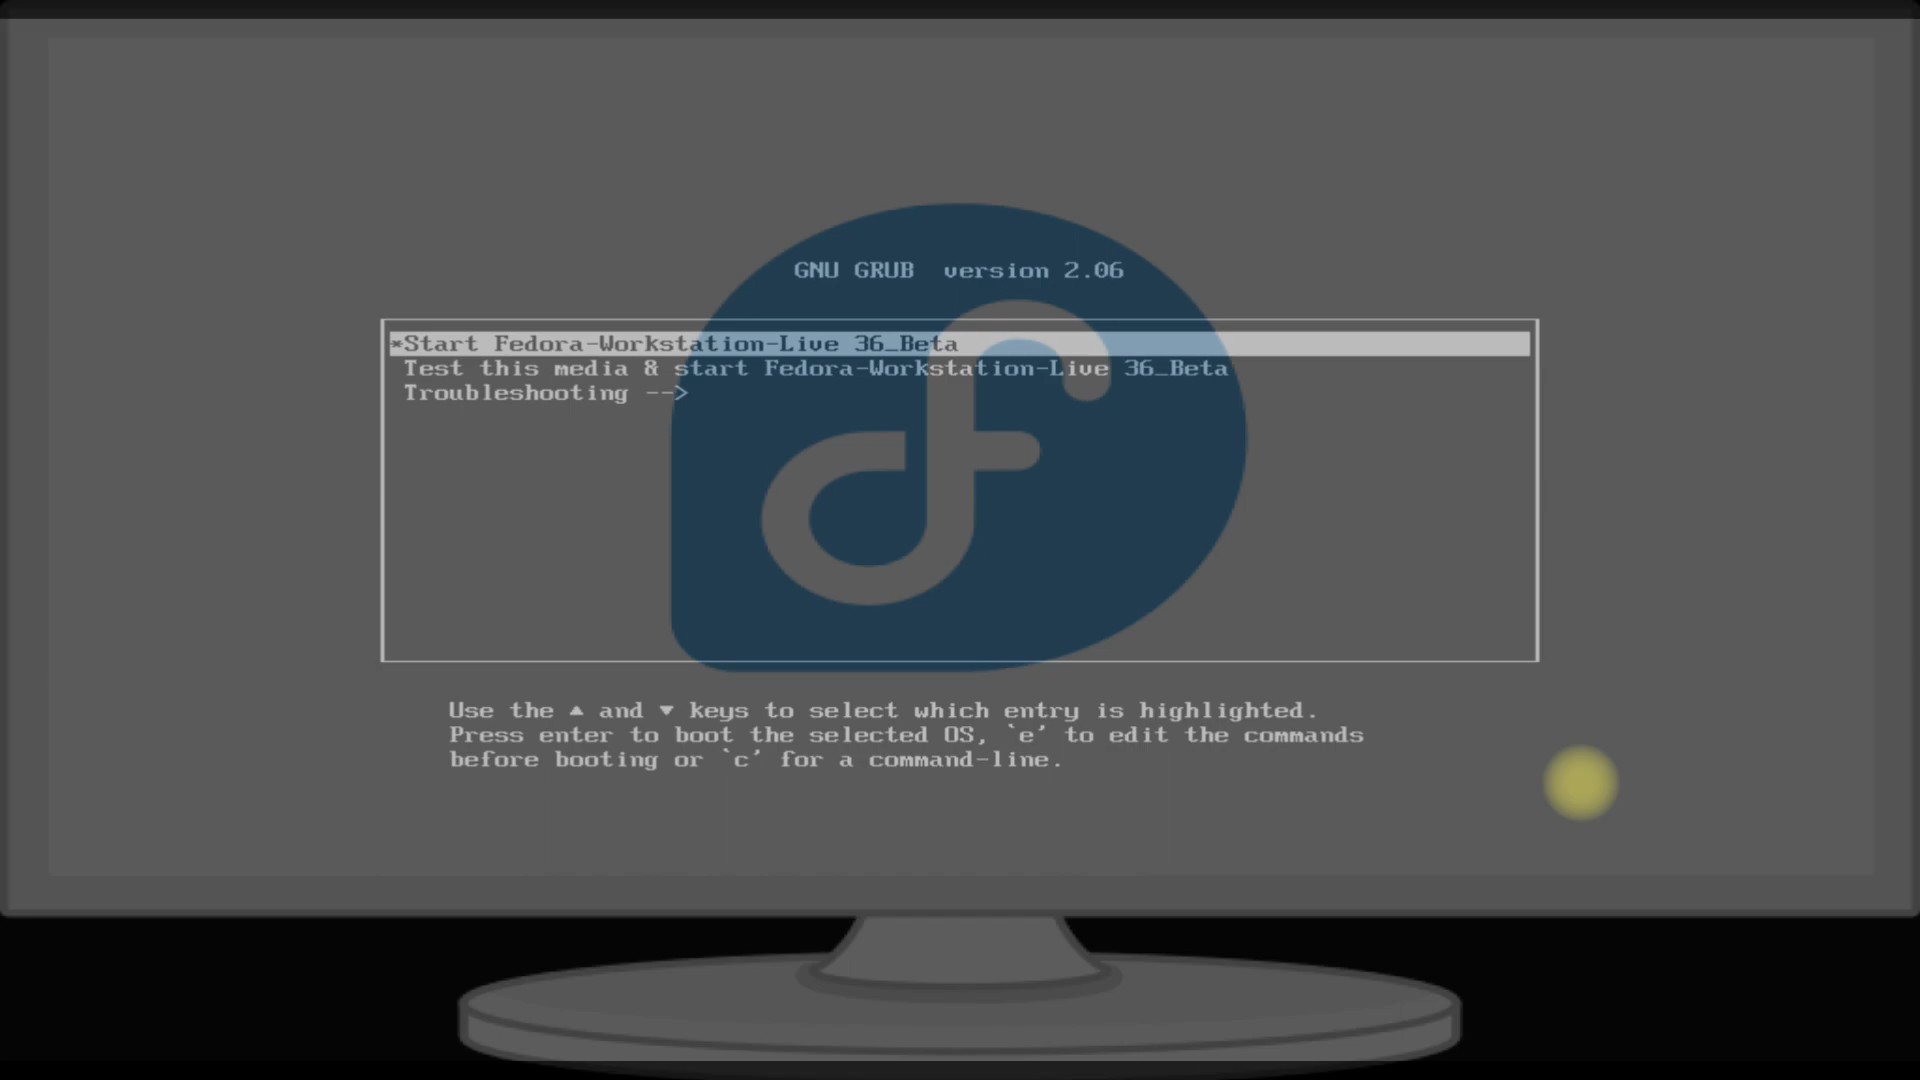 GNU GRUB  version 2.06
*Start Fedora-Workstation-Live 36_Beta
Test this media & start Fedora-Workstation-Live 36_Beta
Troubleshooting -->
Use the ▲ and ▼ keys to select which entry is highlighted.
Press enter to boot the selected OS, `e' to edit the commands
before booting or `c' for a command-line.